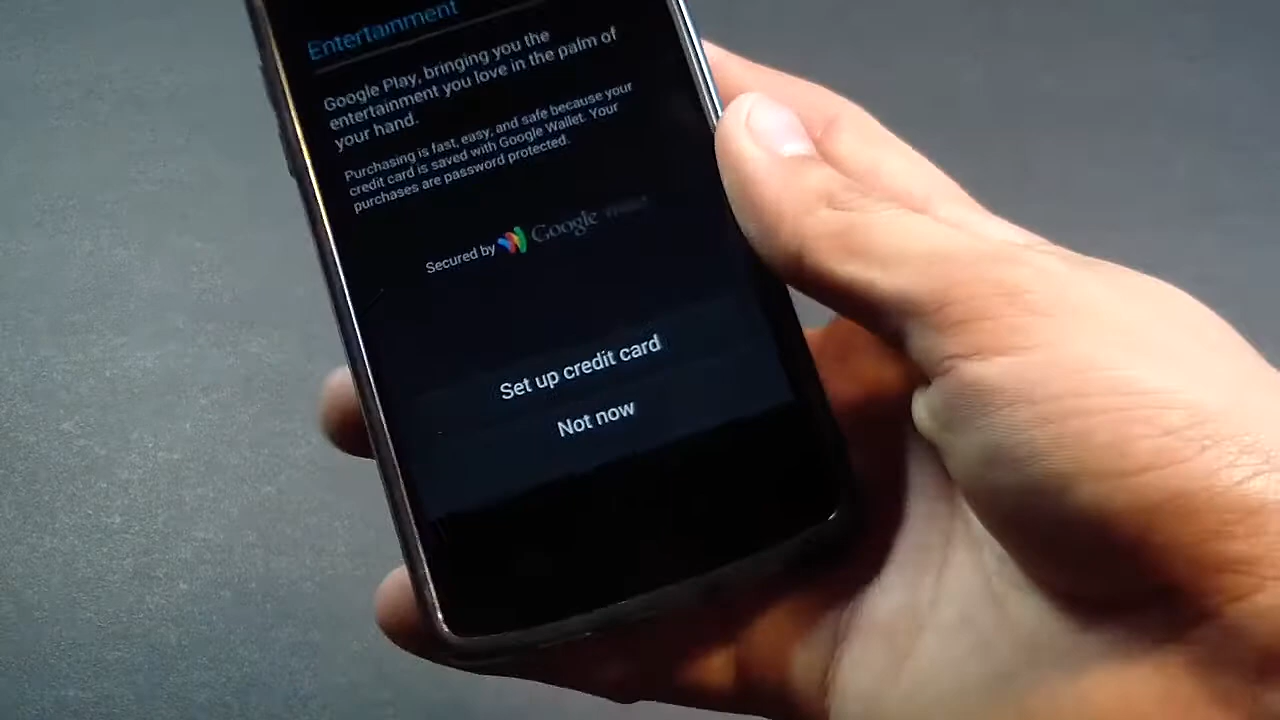 Entertainment
Google Play, bringing you the
entertainment you love in the palm of
your hand.
Purchasing is fast, easy, and safe because your
credit card is saved with Google Wallet. Your
purchases are password protected.
Secured by Google
Set up credit card
Not now